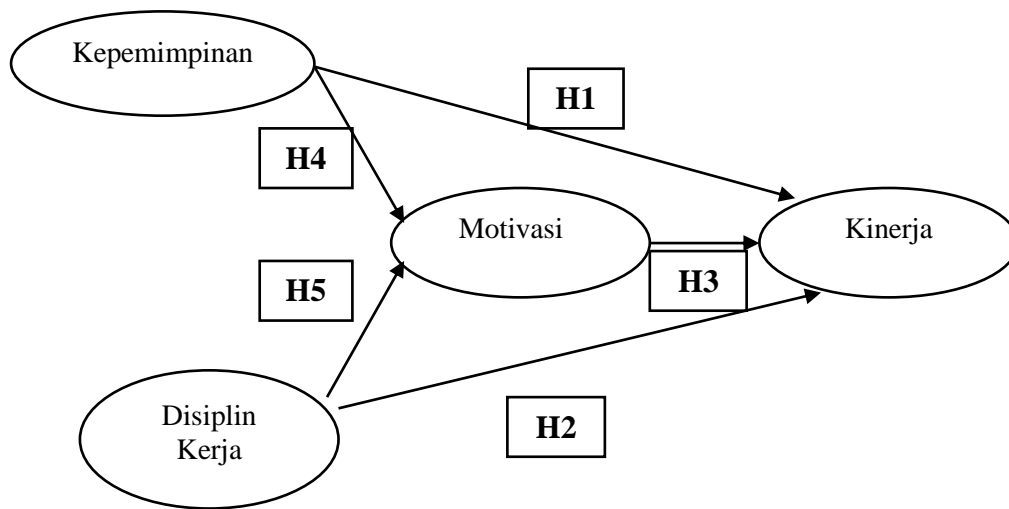 Kepemimpinan
H1
H4
Motivasi
Kinerja
H5
H3
Disiplin
Kerja
H2